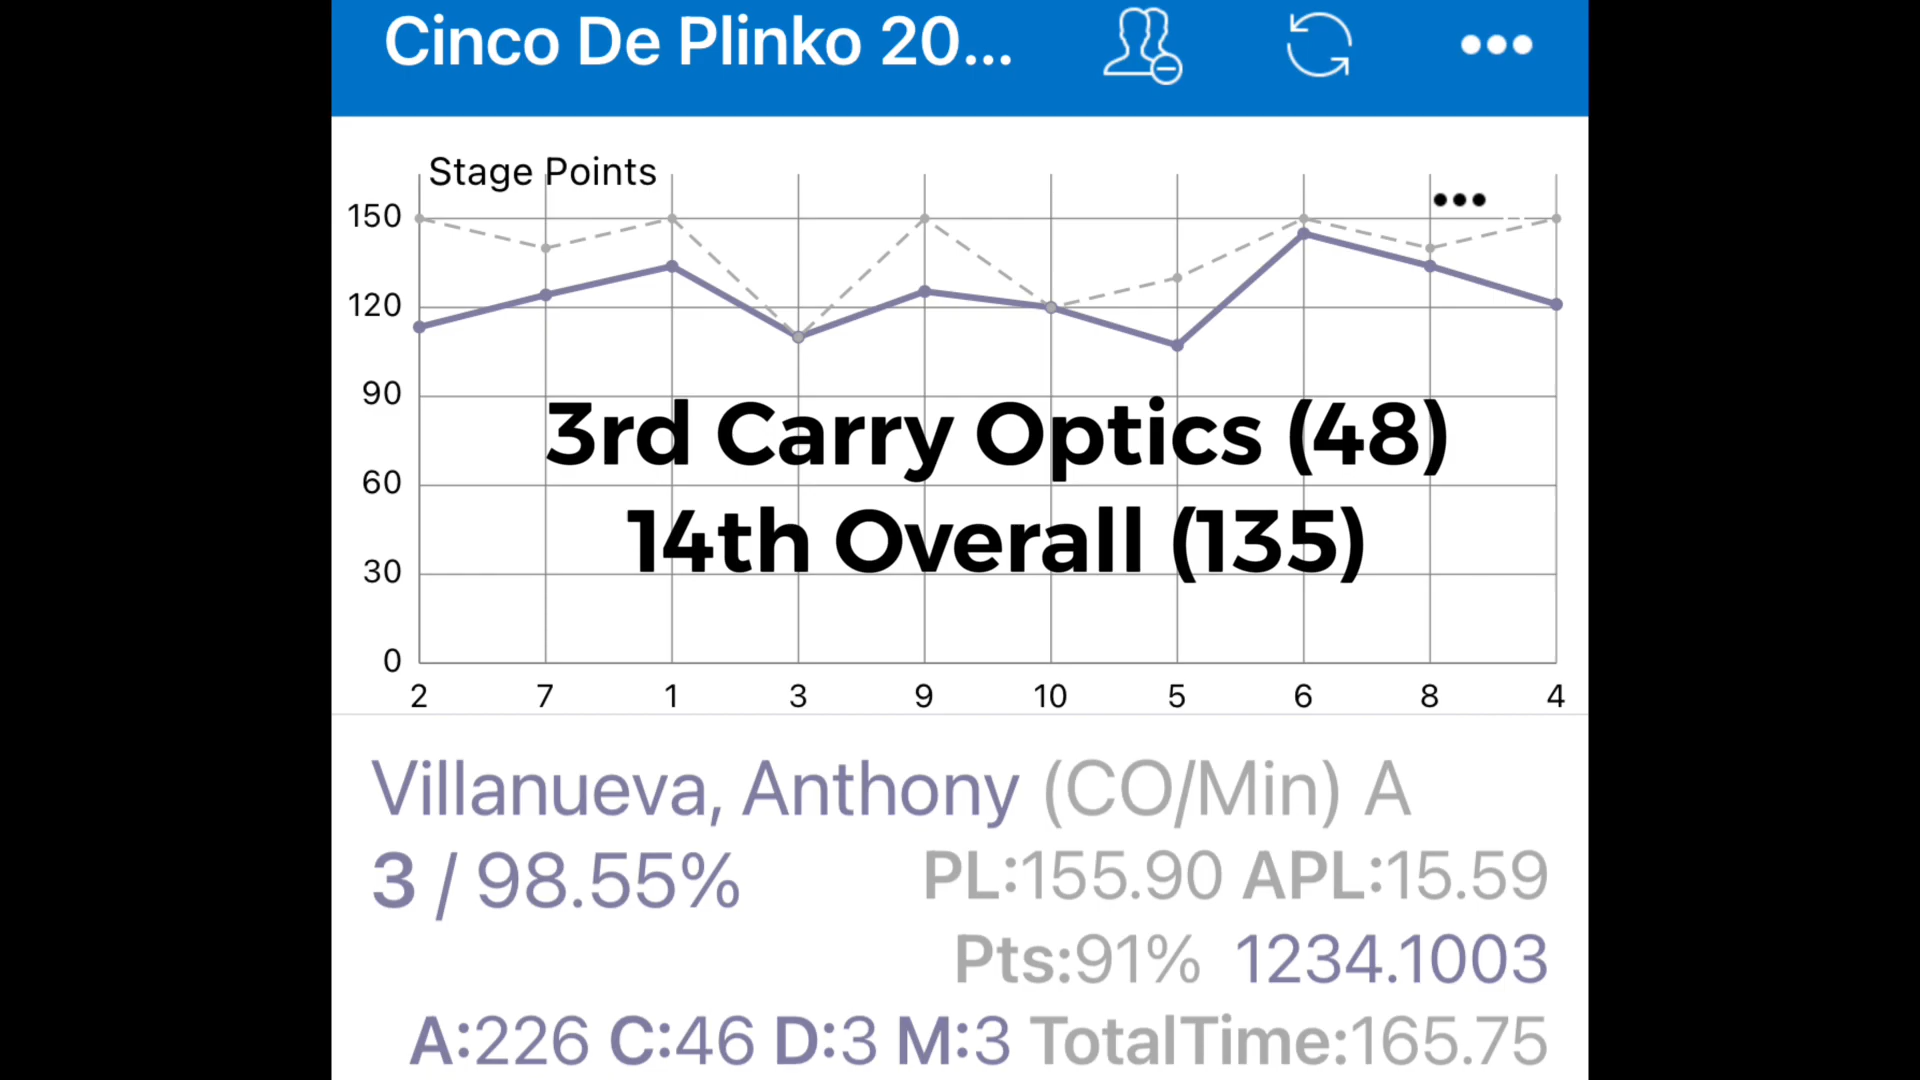 Cinco De Plinko 20...
Stage Points
150
120
90
60
30
0
2 7 1 3 9 10 5 6 8 4
3rd Carry Optics (48)
14th Overall (135)
Villanueva, Anthony (CO/Min) A
3 / 98.55% PL:155.90 APL:15.59
Pts:91% 1234.1003
A:226 C:46 D:3 M:3 TotalTime:165.75